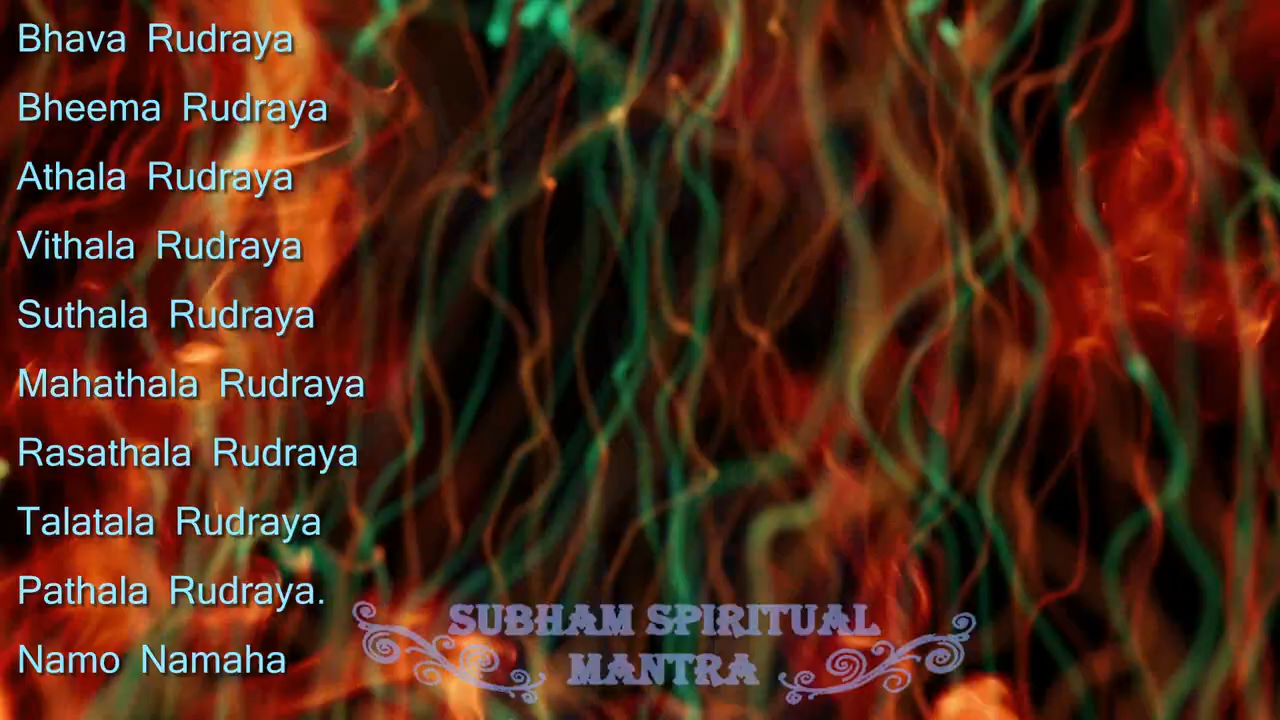 Bhava Rudraya
Bheema Rudraya
Athala Rudraya
Vithala Rudraya
Suthala Rudraya
Mahathala Rudraya
Rasathala Rudraya
Talatala Rudraya
Pathala Rudraya.
Namo Namaha
SUBHAM SPIRITUAL
MANTRA